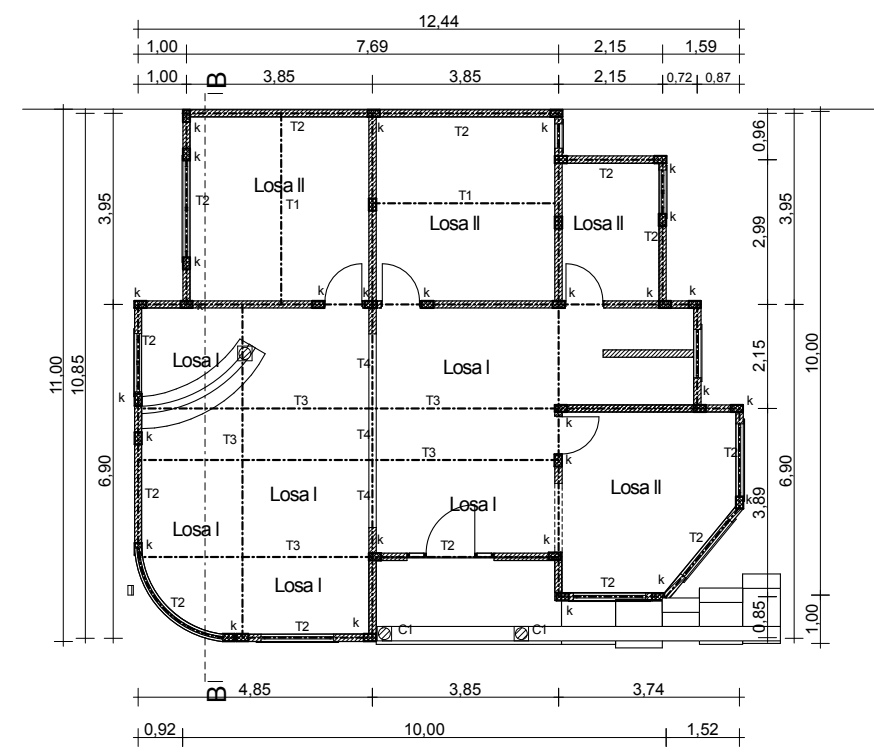 12,44
1,00 7,69 2,15 1,59
1,00 B 3,85 3,85 2,15 0,72 0,87
k T2 k T2 k
k T2 k
Losa II T2 T1 T1 Losa II Losa II T2 k
k k
k k k k k
k
T2 Losa I T4 Losa I
k T3 T3 k
k T3 T4 T3 k T2
T2 Losa I T4 Losa I Losa II k
Losa I
k T3 T2 k T2
Losa I k
T2 k T2 k T2 k
C1 C1
11,00
10,85
3,95
6,90
0,96
2,99
2,15
3,89
0,85
3,95
6,90
10,00
1,00
B
4,85 3,85 3,74
0,92 10,00 1,52